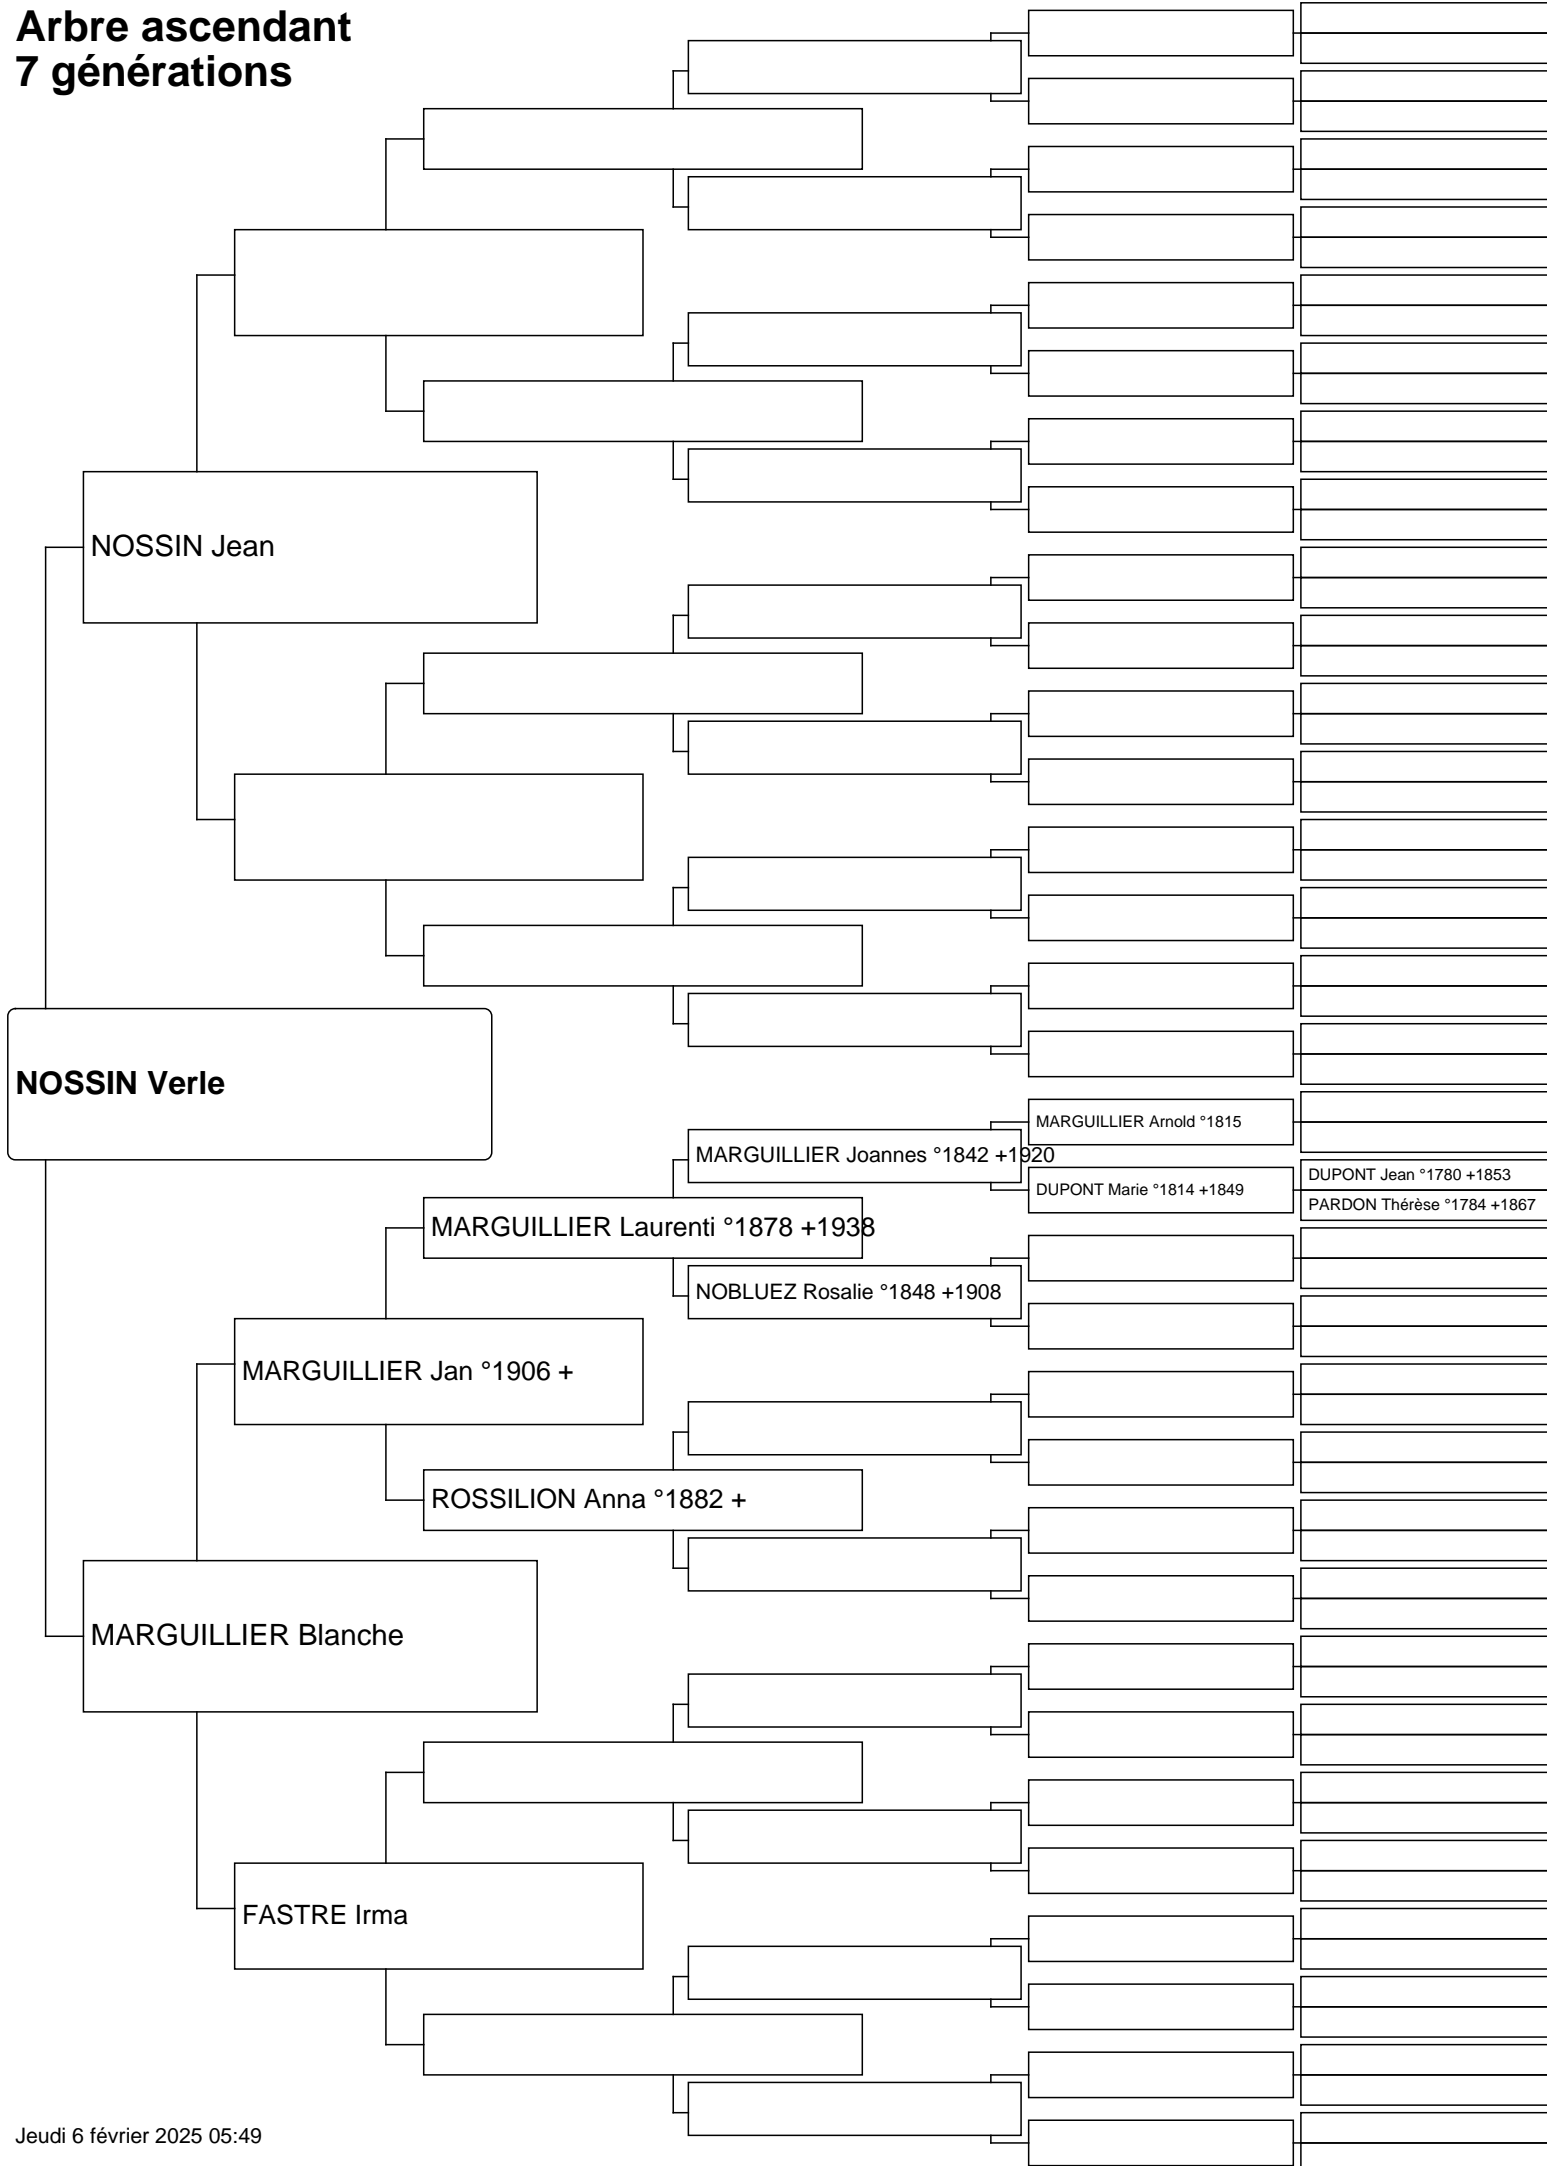 Arbre ascendant
7 générations
NOSSIN Jean
NOSSIN Verle
MARGUILLIER Arnold °1815
MARGUILLIER Joannes °1842 +1920
DUPONT Jean °1780 +1853
DUPONT Marie °1814 +1849
PARDON Thérèse °1784 +1867
MARGUILLIER Laurenti °1878 +1938
NOBLUEZ Rosalie °1848 +1908
MARGUILLIER Jan °1906 +
ROSSILION Anna °1882 +
MARGUILLIER Blanche
FASTRE Irma
Jeudi 6 février 2025 05:49